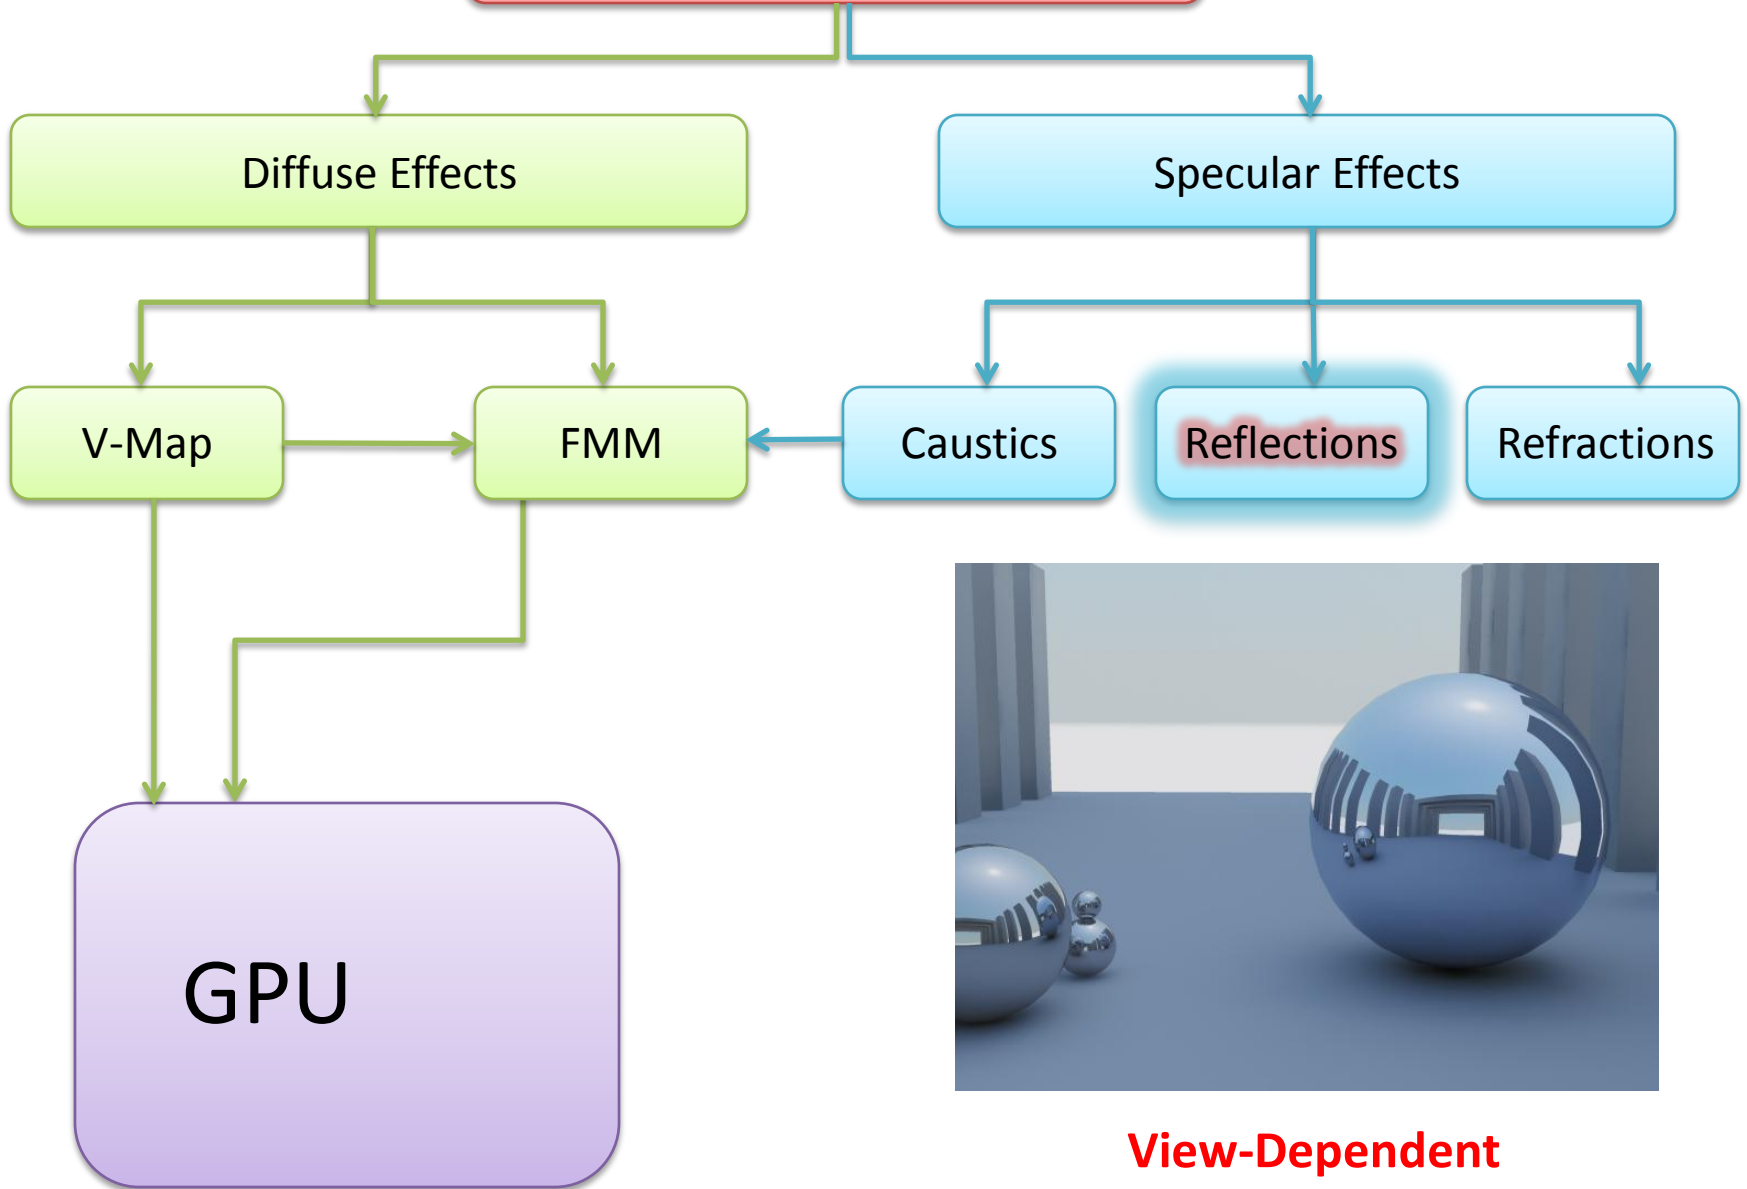 Diffuse Effects
Specular Effects
V-Map
FMM
Caustics
Reflections
Refractions
GPU
View-Dependent